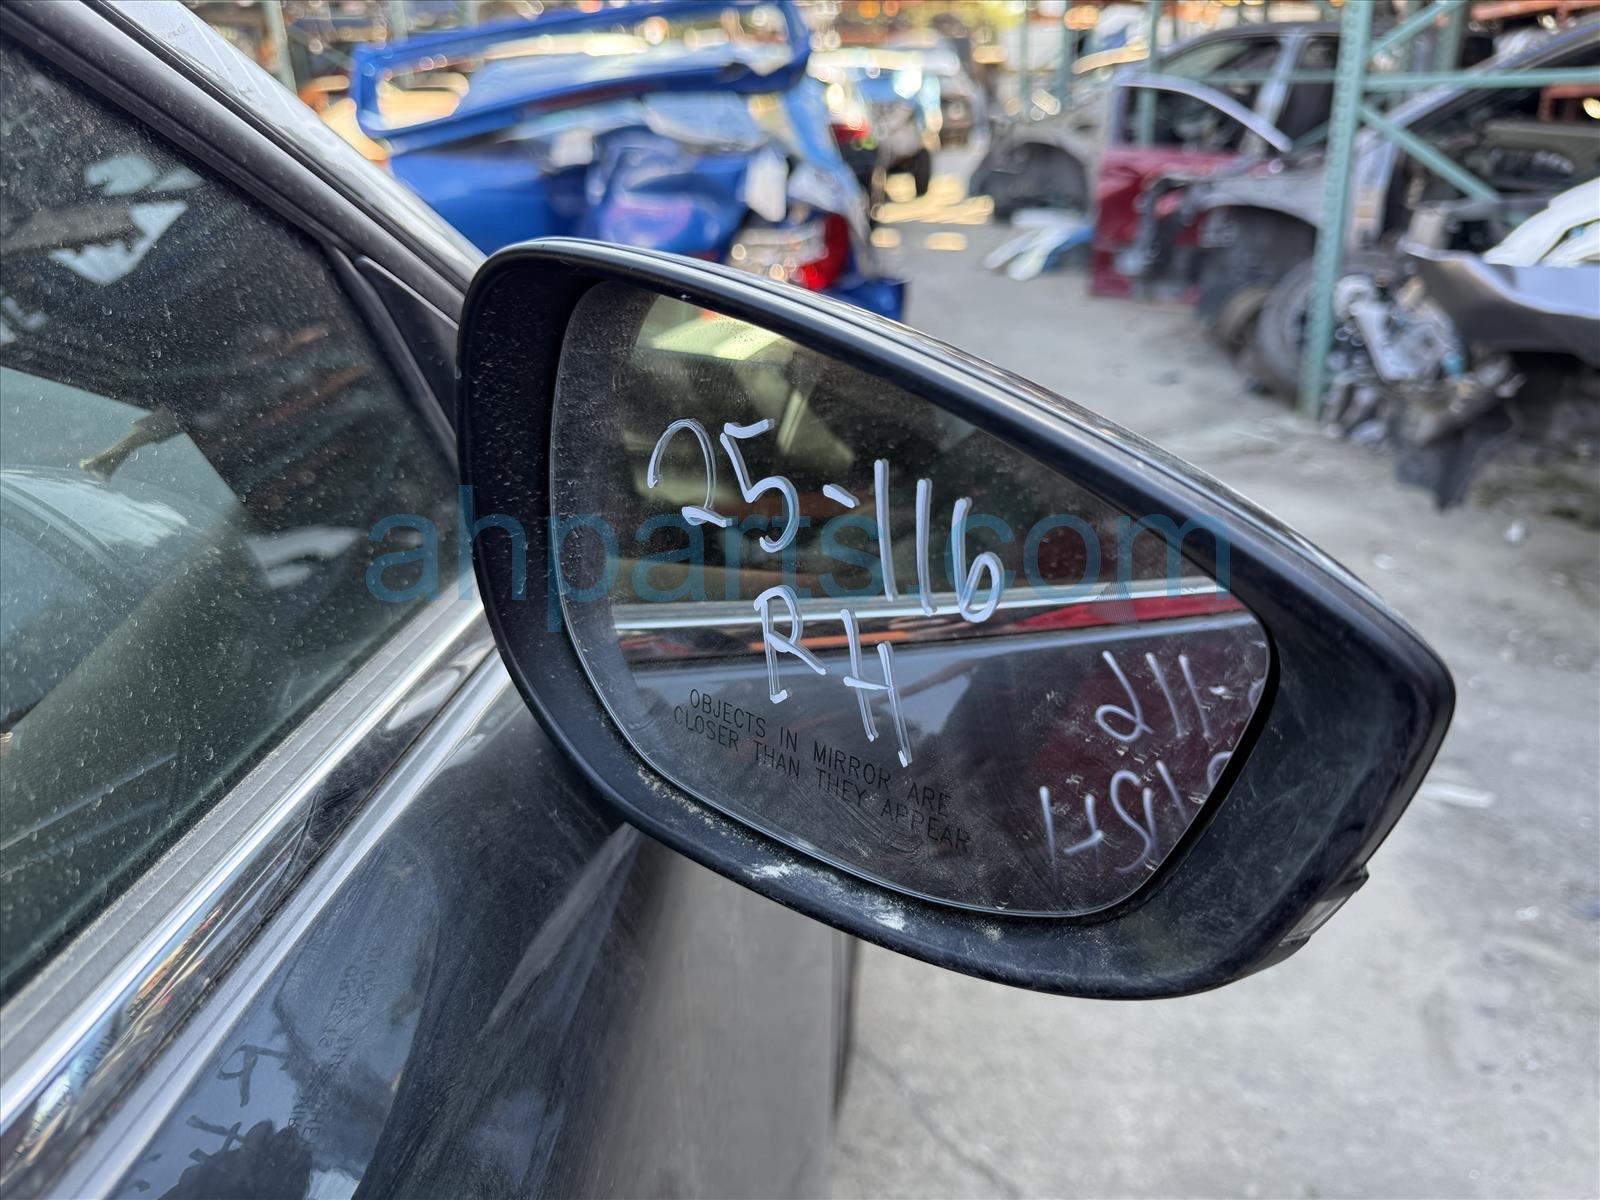 25-116
RH
OBJECTS IN MIRROR ARE
CLOSER THAN THEY APPEAR
ahparts.com